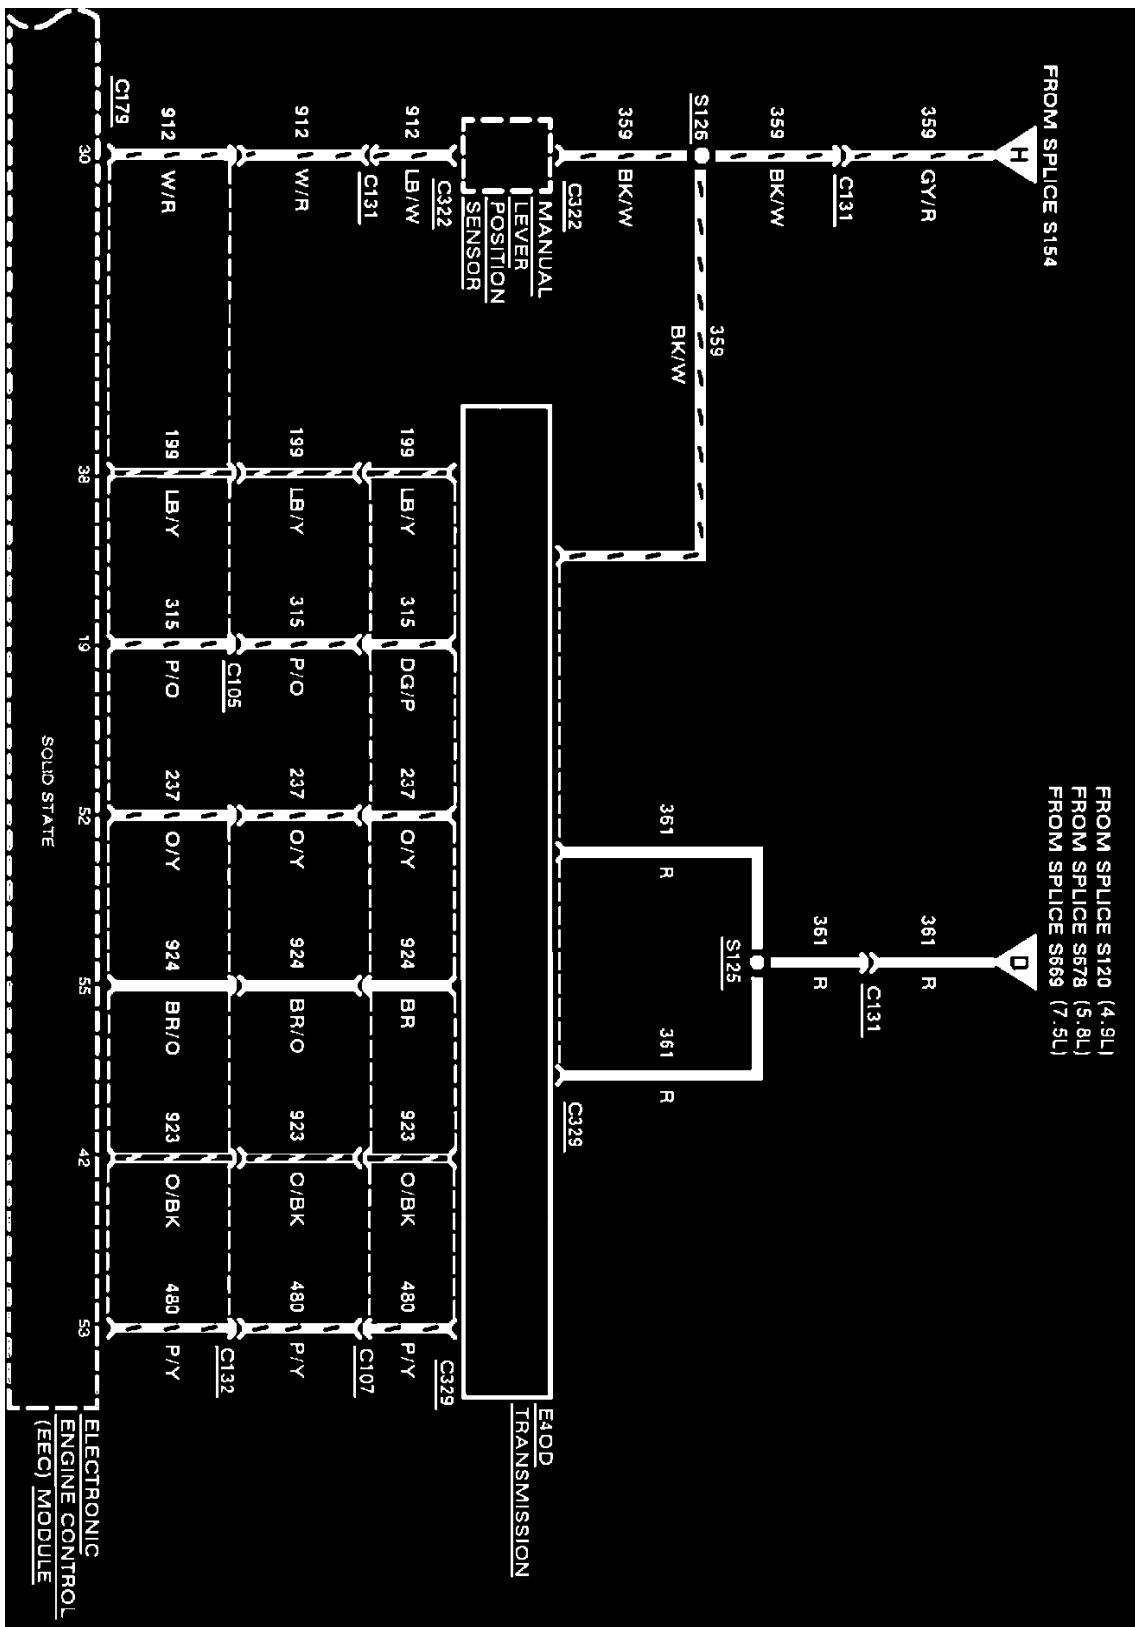 FROM SPLICE S120 (4.9L)
FROM SPLICE S678 (5.8L)
FROM SPLICE S669 (7.5L)
FROM SPLICE S154
H
D
359 GY/R
361 R
C131
C131
359 BK/W
361 R
S125
S126
359
BK/W
361 R
361 R
359 BK/W
C322
C329
MANUAL
LEVER
POSITION
SENSOR
E4OD
TRANSMISSION
C322
C329
912 LB/W
199 LB/Y
315 DG/P
237 O/Y
924 BR
923 O/BK
480 P/Y
C131
C107
912 W/R
199 LB/Y
315 P/O
237 O/Y
924 BR/O
923 O/BK
480 P/Y
C105
C132
912 W/R
199 LB/Y
315 P/O
237 O/Y
924 BR/O
923 O/BK
480 P/Y
C179
30
38
19
52
55
42
53
SOLID STATE
ELECTRONIC
ENGINE CONTROL
(EEC) MODULE